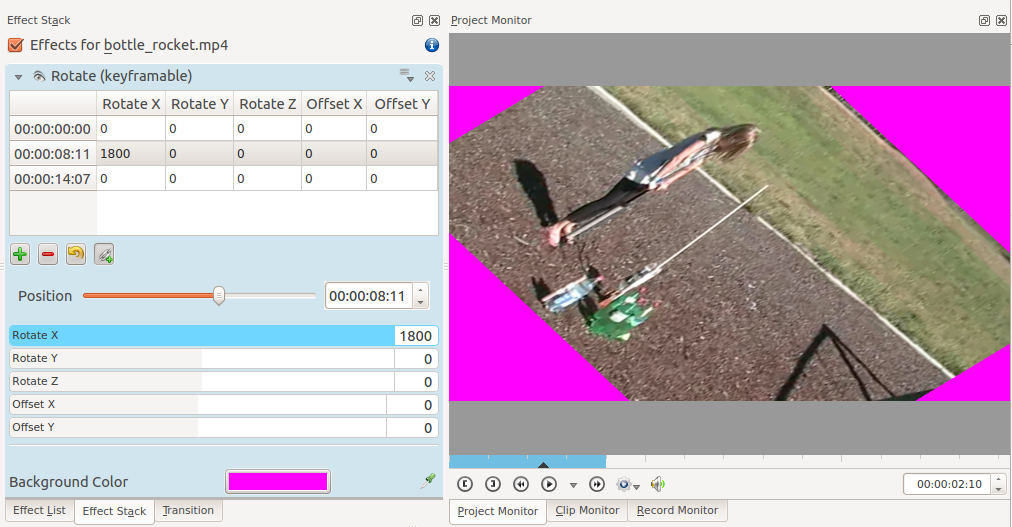 Effect Stack
Effects for bottle_rocket.mp4
Rotate (keyframable)
Rotate X Rotate Y Rotate Z Offset X Offset Y
00:00:00:00 0 0 0 0 0
00:00:08:11 1800 0 0 0 0
00:00:14:07 0 0 0 0 0
Position 00:00:08:11
Rotate X 1800
Rotate Y 0
Rotate Z 0
Offset X 0
Offset Y 0
Background Color
Effect List Effect Stack Transition
Project Monitor
00:00:02:10
Project Monitor Clip Monitor Record Monitor